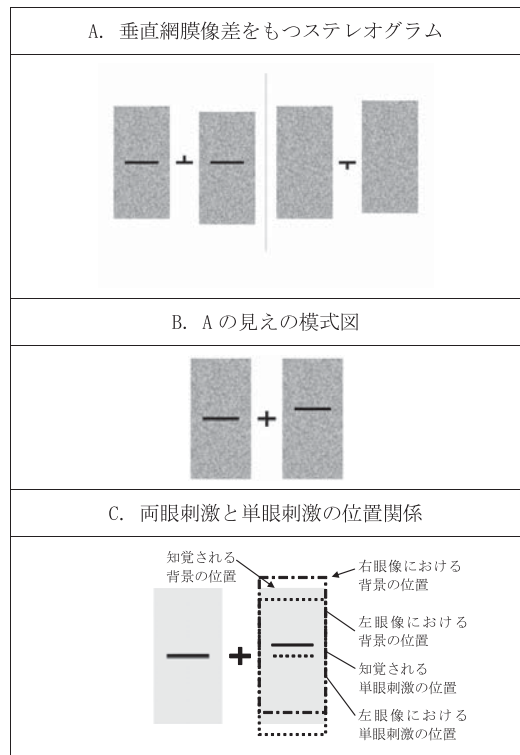 A. 垂直網膜像差をもつステレオグラム
B. Aの見えの模式図
C. 両眼刺激と単眼刺激の位置関係
知覚される
背景の位置
右眼像における
背景の位置
左眼像における
背景の位置
知覚される
単眼刺激の位置
左眼像における
単眼刺激の位置